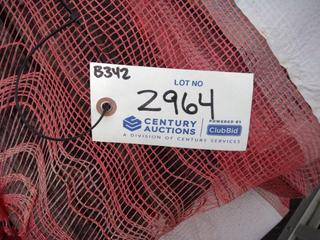 B342
LOT NO
2964
CENTURY AUCTIONS
POWERED BY
ClubBid
A DIVISION OF CENTURY SERVICES